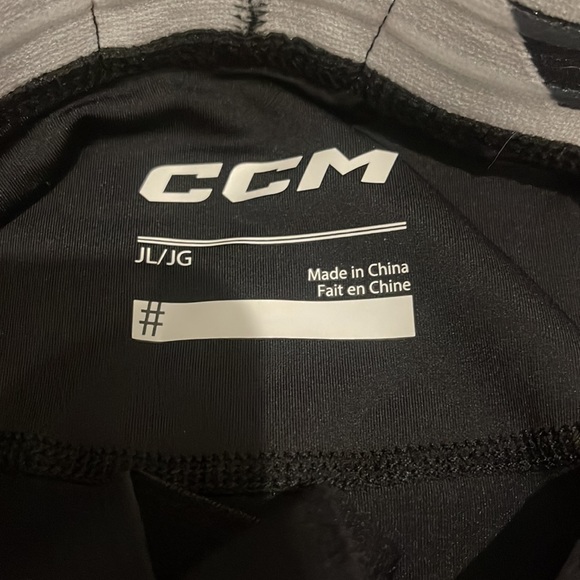 CCM
JL/JG
Made in China
Fait en Chine
#